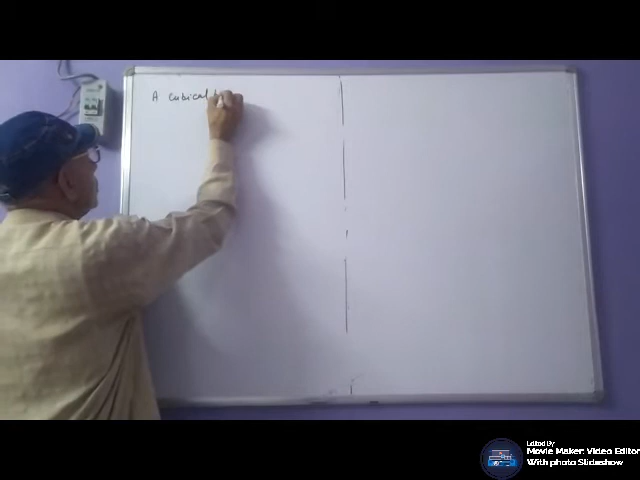 A cubical
Edited By
Movie Maker: Video Editor
With photo Slideshow